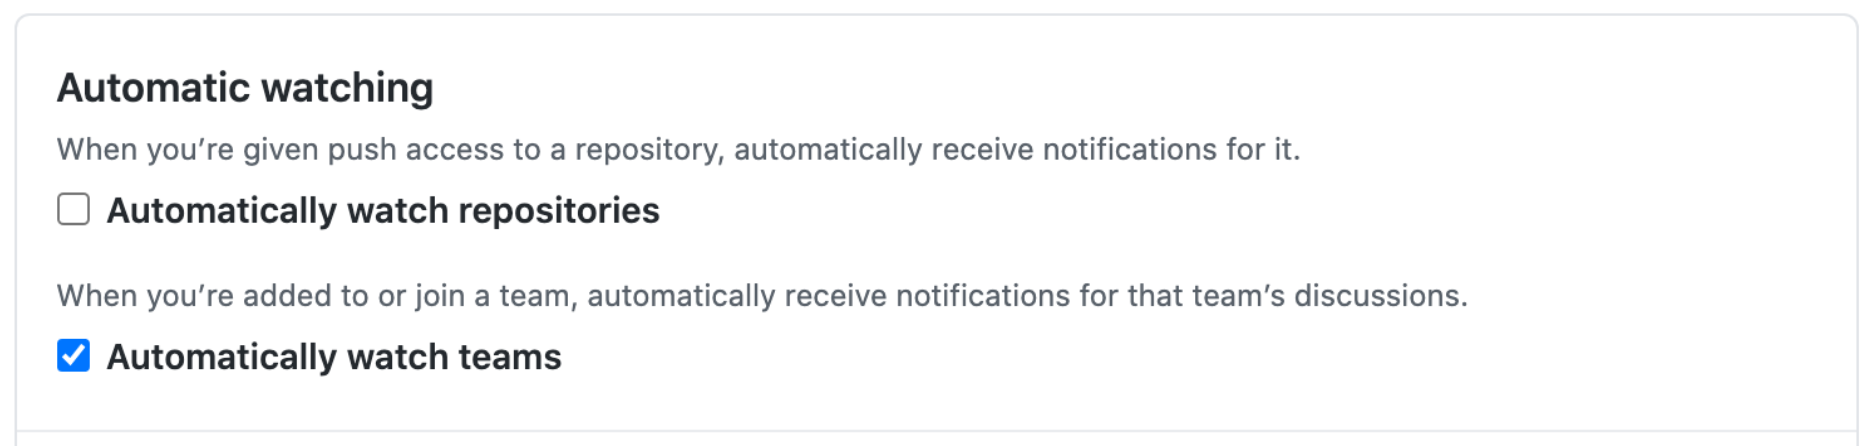 Automatic watching
When you’re given push access to a repository, automatically receive notifications for it.
Automatically watch repositories
When you’re added to or join a team, automatically receive notifications for that team’s discussions.
Automatically watch teams